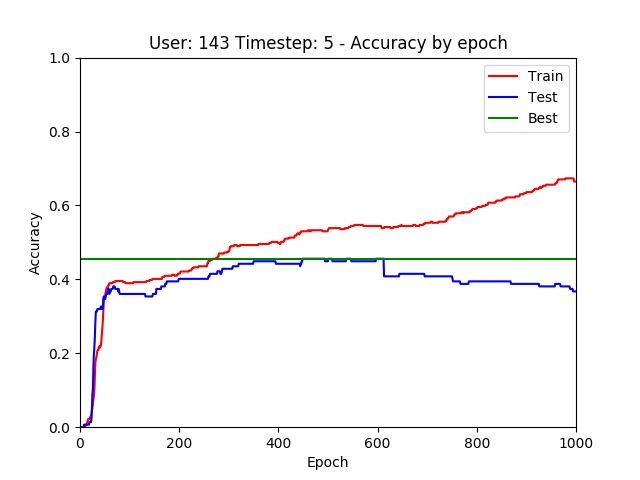 User: 143 Timestep: 5 - Accuracy by epoch
1.0
Train
Test
Best
0.8
0.6
Accuracy
0.4
0.2
0.0
0 200 400 600 800 1000
Epoch